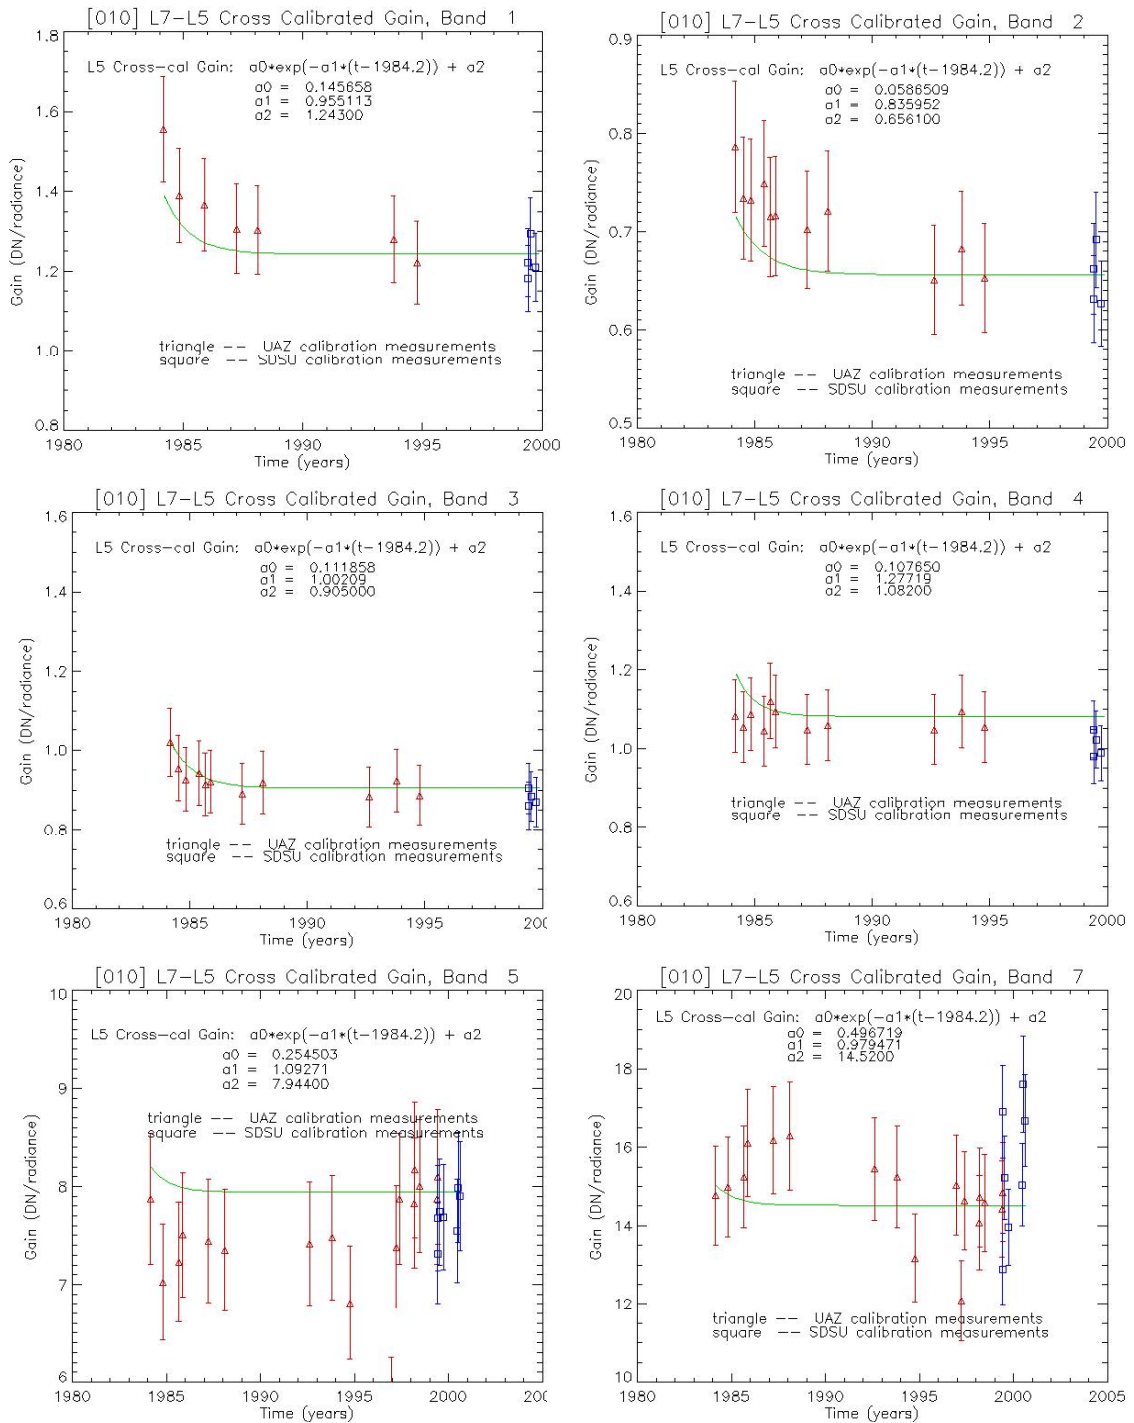 [010] L7-L5 Cross Calibrated Gain, Band 1
1.8
1.6
1.4
1.2
1.0
0.8
Gain (DN/radiance)
L5 Cross-cal Gain: a0*exp(-a1*(t-1984.2)) + a2
a0 = 0.145658
a1 = 0.955113
a2 = 1.24300
triangle -- UAZ calibration measurements
square -- SDSU calibration measurements
1980 1985 1990 1995 2000
Time (years)
[010] L7-L5 Cross Calibrated Gain, Band 2
0.9
0.8
0.7
0.6
0.5
Gain (DN/radiance)
L5 Cross-cal Gain: a0*exp(-a1*(t-1984.2)) + a2
a0 = 0.0586509
a1 = 0.835952
a2 = 0.656100
triangle -- UAZ calibration measurements
square -- SDSU calibration measurements
1980 1985 1990 1995 2000
Time (years)
[010] L7-L5 Cross Calibrated Gain, Band 3
1.6
1.4
1.2
1.0
0.8
0.6
Gain (DN/radiance)
L5 Cross-cal Gain: a0*exp(-a1*(t-1984.2)) + a2
a0 = 0.111858
a1 = 1.00209
a2 = 0.905000
triangle -- UAZ calibration measurements
square -- SDSU calibration measurements
1980 1985 1990 1995 200
Time (years)
[010] L7-L5 Cross Calibrated Gain, Band 4
1.6
1.4
1.2
1.0
0.8
0.6
Gain (DN/radiance)
L5 Cross-cal Gain: a0*exp(-a1*(t-1984.2)) + a2
a0 = 0.107650
a1 = 1.27719
a2 = 1.08200
triangle -- UAZ calibration measurements
square -- SDSU calibration measurements
1980 1985 1990 1995 2000
Time (years)
[010] L7-L5 Cross Calibrated Gain, Band 5
10
9
8
7
6
Gain (DN/radiance)
L5 Cross-cal Gain: a0*exp(-a1*(t-1984.2)) + a2
a0 = 0.254503
a1 = 1.09271
a2 = 7.94400
triangle -- UAZ calibration measurements
square -- SDSU calibration measurements
1980 1985 1990 1995 2000 200
Time (years)
[010] L7-L5 Cross Calibrated Gain, Band 7
20
18
16
14
12
10
Gain (DN/radiance)
L5 Cross-cal Gain: a0*exp(-a1*(t-1984.2)) + a2
a0 = 0.496719
a1 = 0.979471
a2 = 14.5200
triangle -- UAZ calibration measurements
square -- SDSU calibration measurements
1980 1985 1990 1995 2000 2005
Time (years)